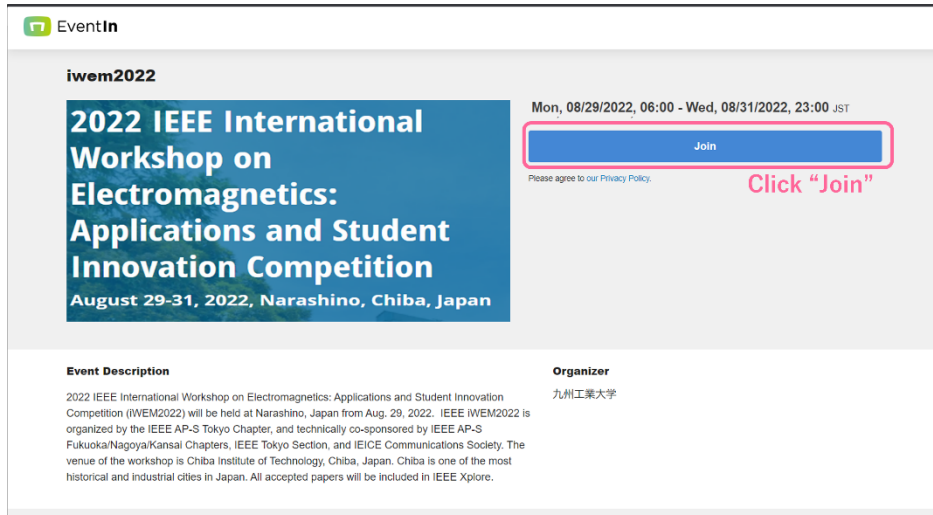 EventIn
iwem2022
2022 IEEE International
Workshop on
Electromagnetics:
Applications and Student
Innovation Competition
August 29-31, 2022, Narashino, Chiba, Japan
Mon, 08/29/2022, 06:00 - Wed, 08/31/2022, 23:00 JST
Join
Please agree to our Privacy Policy.
Click “Join”
Event Description
2022 IEEE International Workshop on Electromagnetics: Applications and Student Innovation
Competition (iWEM2022) will be held at Narashino, Japan from Aug. 29, 2022. IEEE iWEM2022 is
organized by the IEEE AP-S Tokyo Chapter, and technically co-sponsored by IEEE AP-S
Fukuoka/Nagoya/Kansai Chapters, IEEE Tokyo Section, and IEICE Communications Society. The
venue of the workshop is Chiba Institute of Technology, Chiba, Japan. Chiba is one of the most
historical and industrial cities in Japan. All accepted papers will be included in IEEE Xplore.
Organizer
九州工業大学